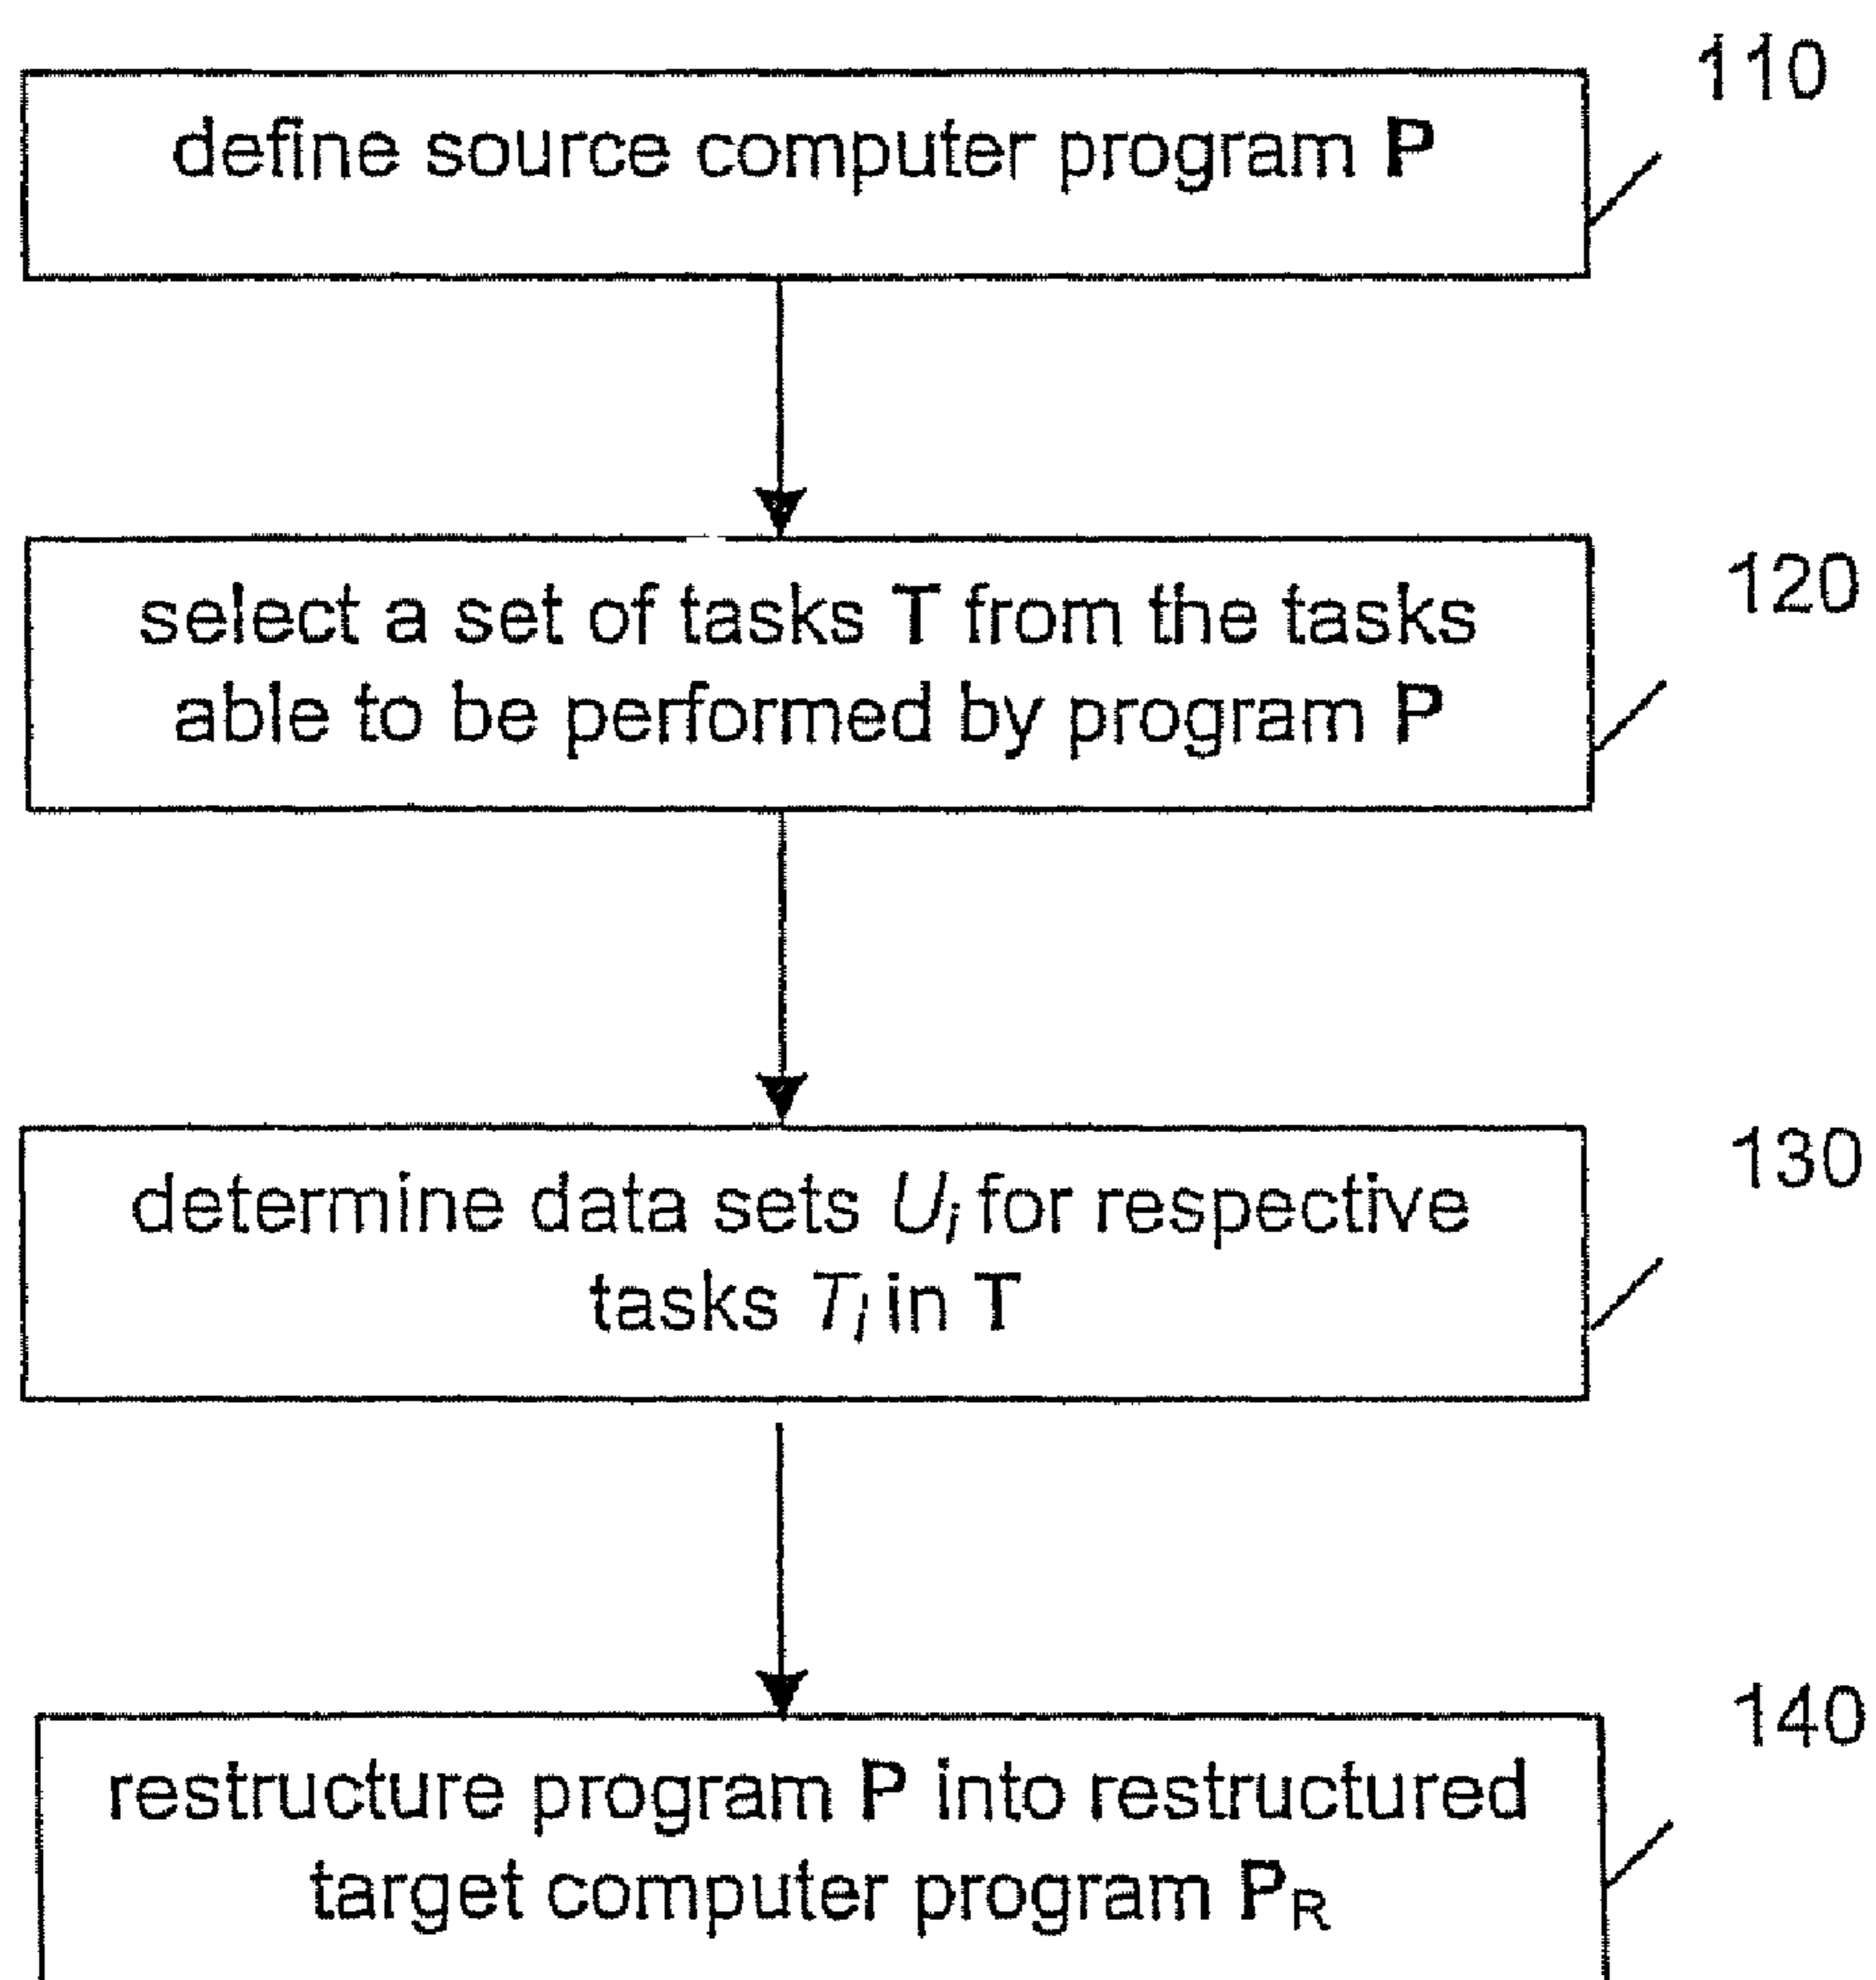 110
define source computer program P
120
select a set of tasks T from the tasks
able to be performed by program P
130
determine data sets Ui for respective
tasks Ti in T
140
restructure program P into restructured
target computer program PR